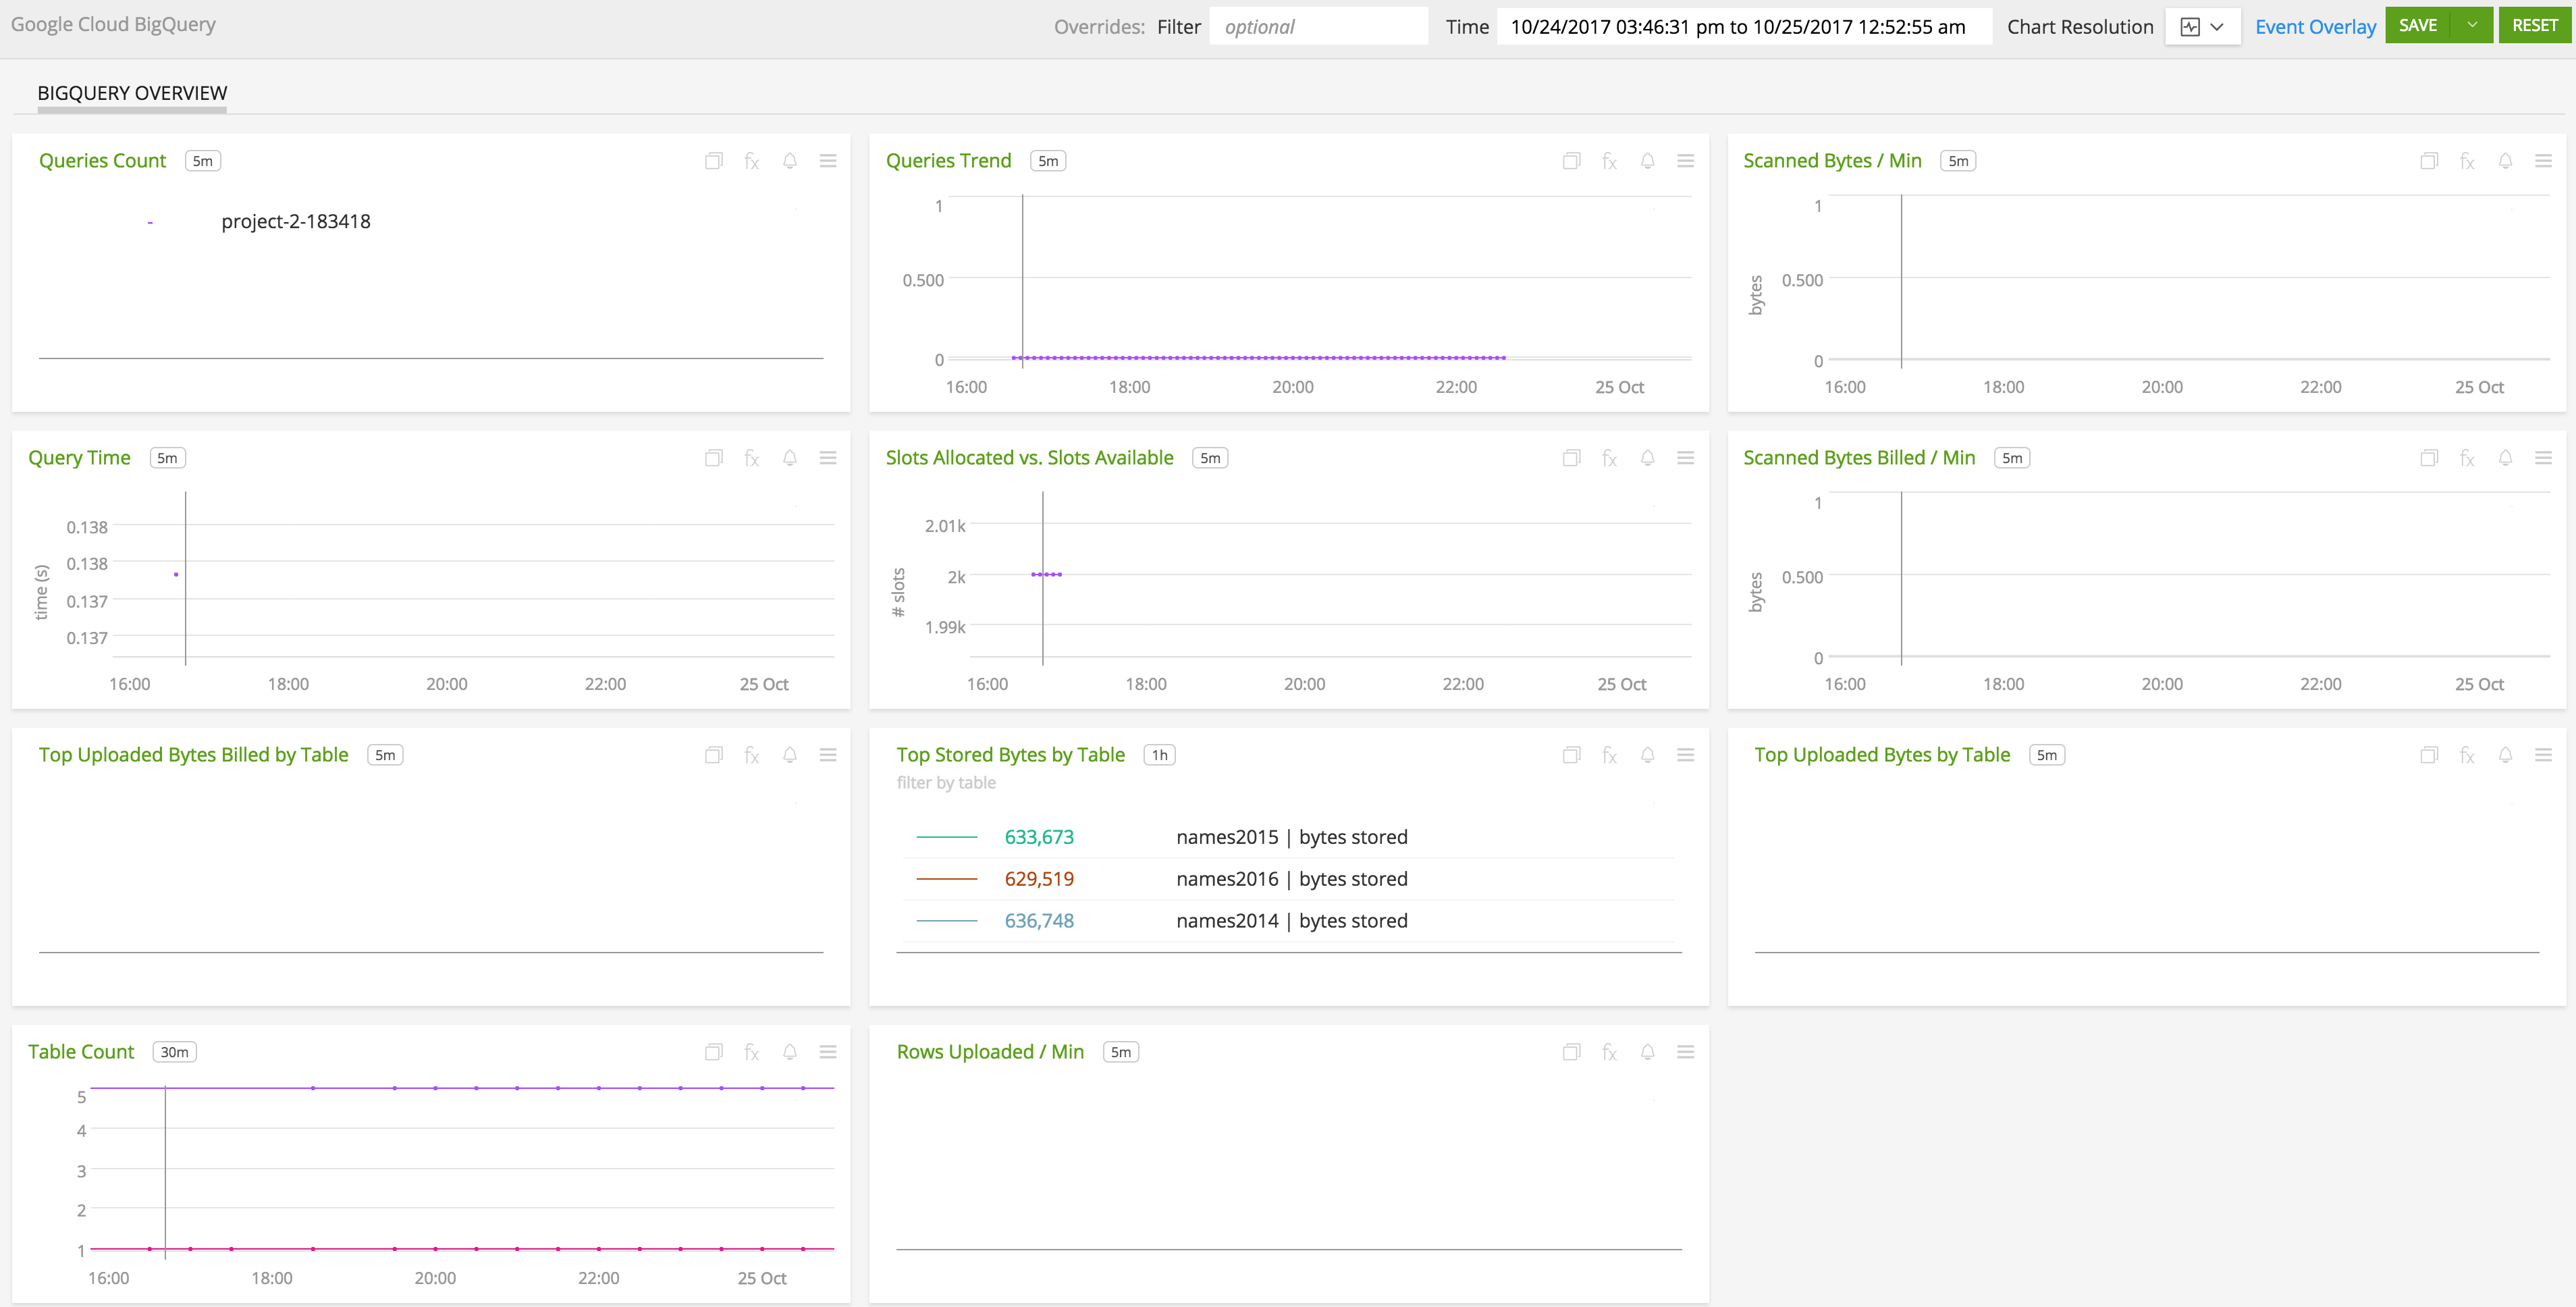 Google Cloud BigQuery
Overrides: Filter optional Time 10/24/2017 03:46:31 pm to 10/25/2017 12:52:55 am Chart Resolution Event Overlay SAVE RESET
BIGQUERY OVERVIEW
Queries Count 5m
- project-2-183418
Queries Trend 5m
1
0.500
0
16:00 18:00 20:00 22:00 25 Oct
Scanned Bytes / Min 5m
bytes
1
0.500
0
16:00 18:00 20:00 22:00 25 Oct
Query Time 5m
time (s)
0.138
0.138
0.137
0.137
16:00 18:00 20:00 22:00 25 Oct
Slots Allocated vs. Slots Available 5m
# slots
2.01k
2k
1.99k
16:00 18:00 20:00 22:00 25 Oct
Scanned Bytes Billed / Min 5m
bytes
1
0.500
0
16:00 18:00 20:00 22:00 25 Oct
Top Uploaded Bytes Billed by Table 5m
Top Stored Bytes by Table 1h
filter by table
633,673 names2015 | bytes stored
629,519 names2016 | bytes stored
636,748 names2014 | bytes stored
Top Uploaded Bytes by Table 5m
Table Count 30m
5
4
3
2
1
16:00 18:00 20:00 22:00 25 Oct
Rows Uploaded / Min 5m